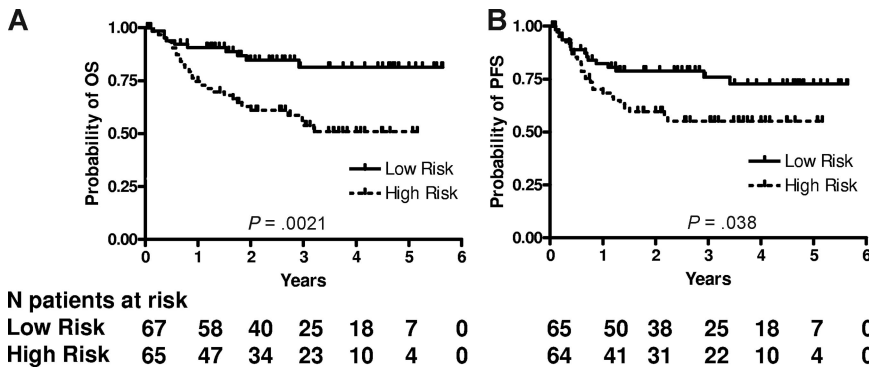 A
1.00
0.75
0.50
0.25
0.00
Probability of OS
Low Risk
High Risk
P = .0021
0 1 2 3 4 5 6
Years
B
1.00
0.75
0.50
0.25
0.00
Probability of PFS
Low Risk
High Risk
P = .038
0 1 2 3 4 5 6
Years
N patients at risk
Low Risk 67 58 40 25 18 7 0 65 50 38 25 18 7 0
High Risk 65 47 34 23 10 4 0 64 41 31 22 10 4 0